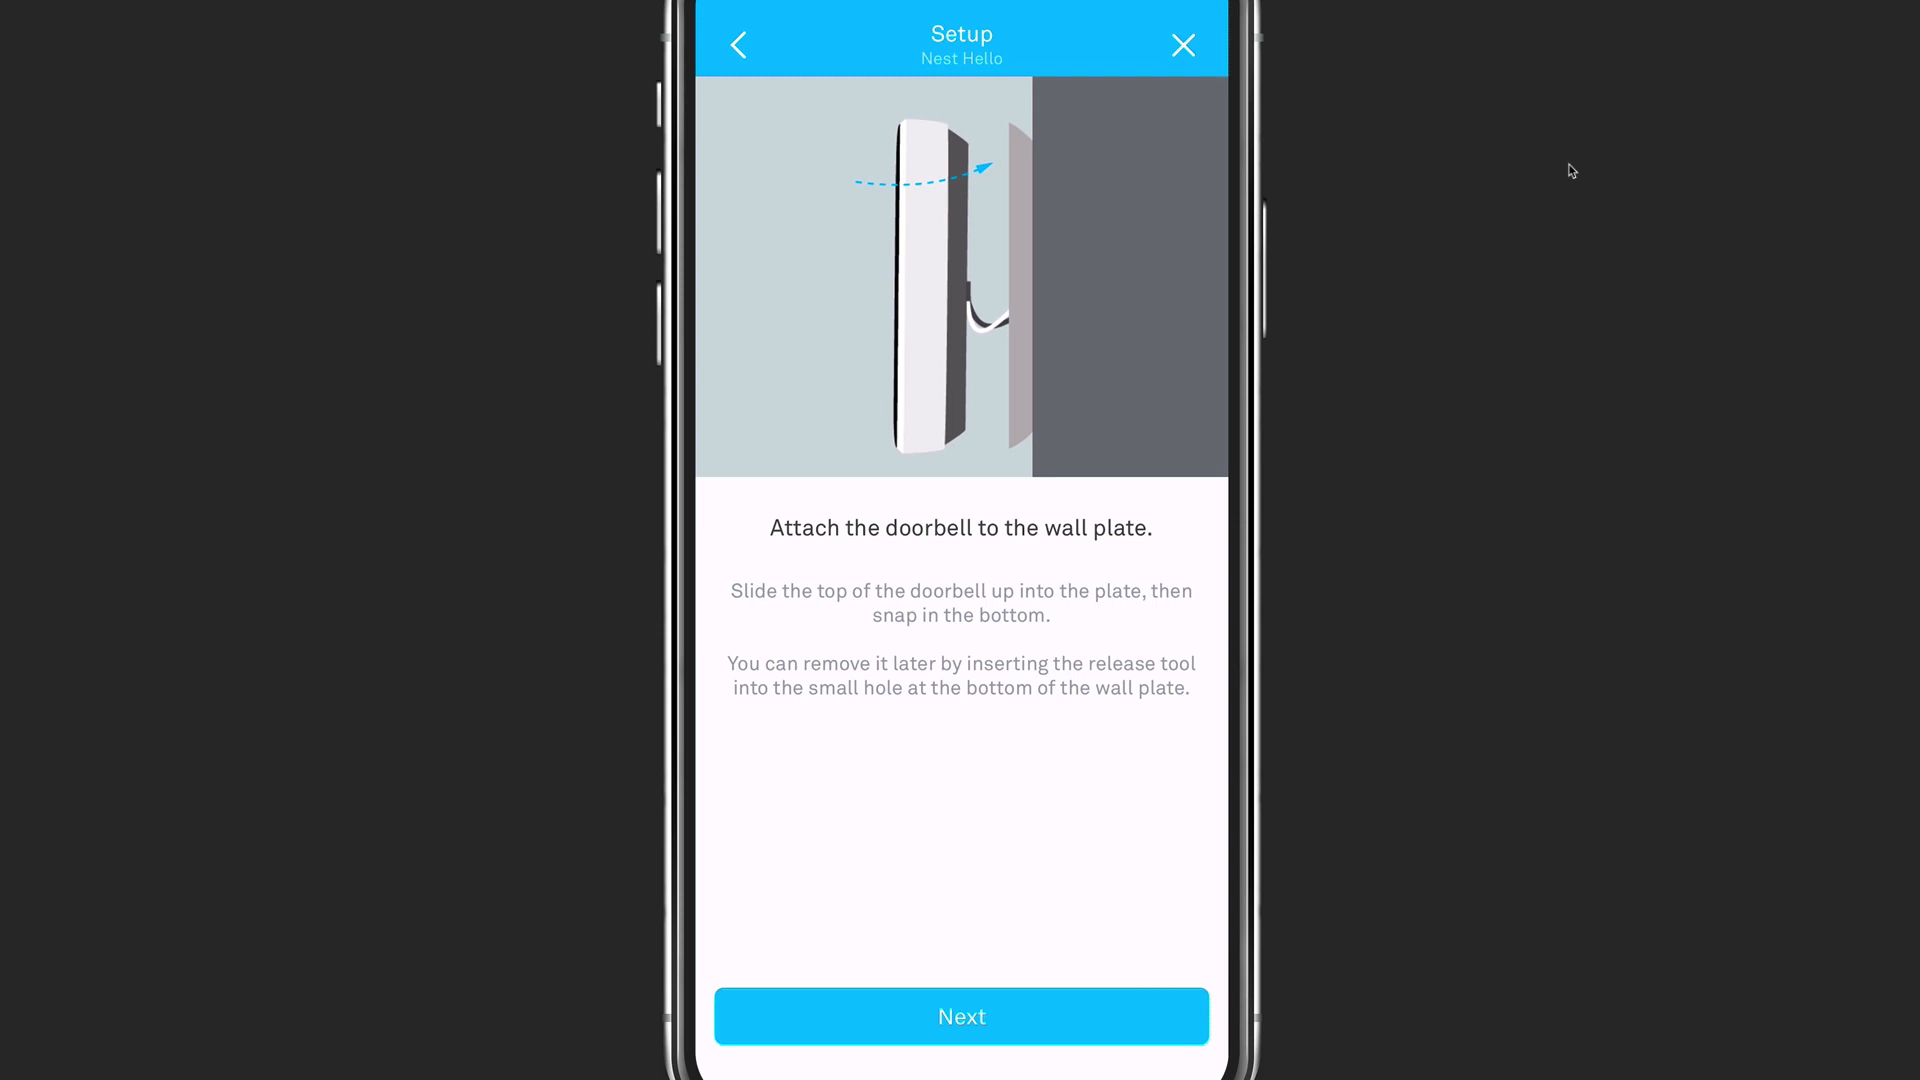 Setup
Nest Hello
Attach the doorbell to the wall plate.
Slide the top of the doorbell up into the plate, then
snap in the bottom.
You can remove it later by inserting the release tool
into the small hole at the bottom of the wall plate.
Next